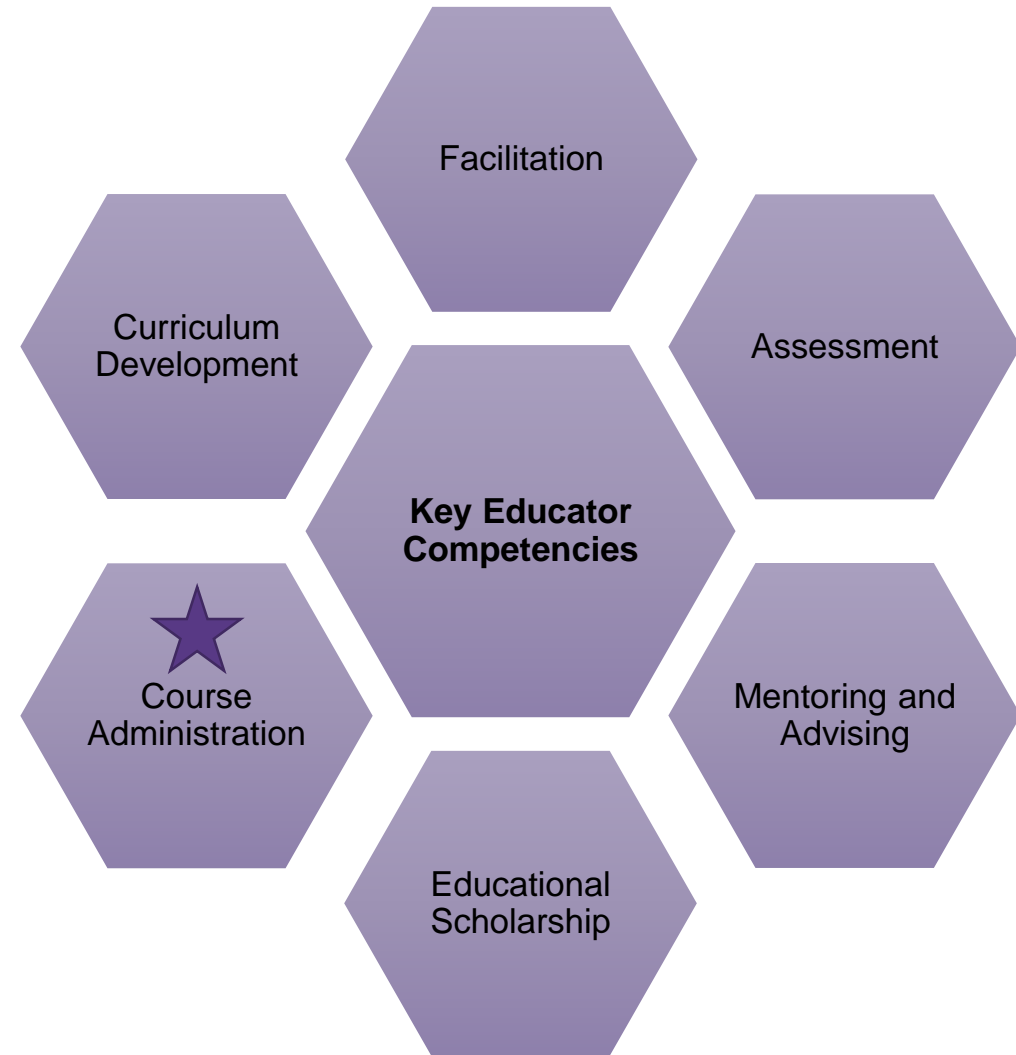 Facilitation
Curriculum
Development
Assessment
Key Educator
Competencies
Course
Administration
Mentoring and
Advising
Educational
Scholarship